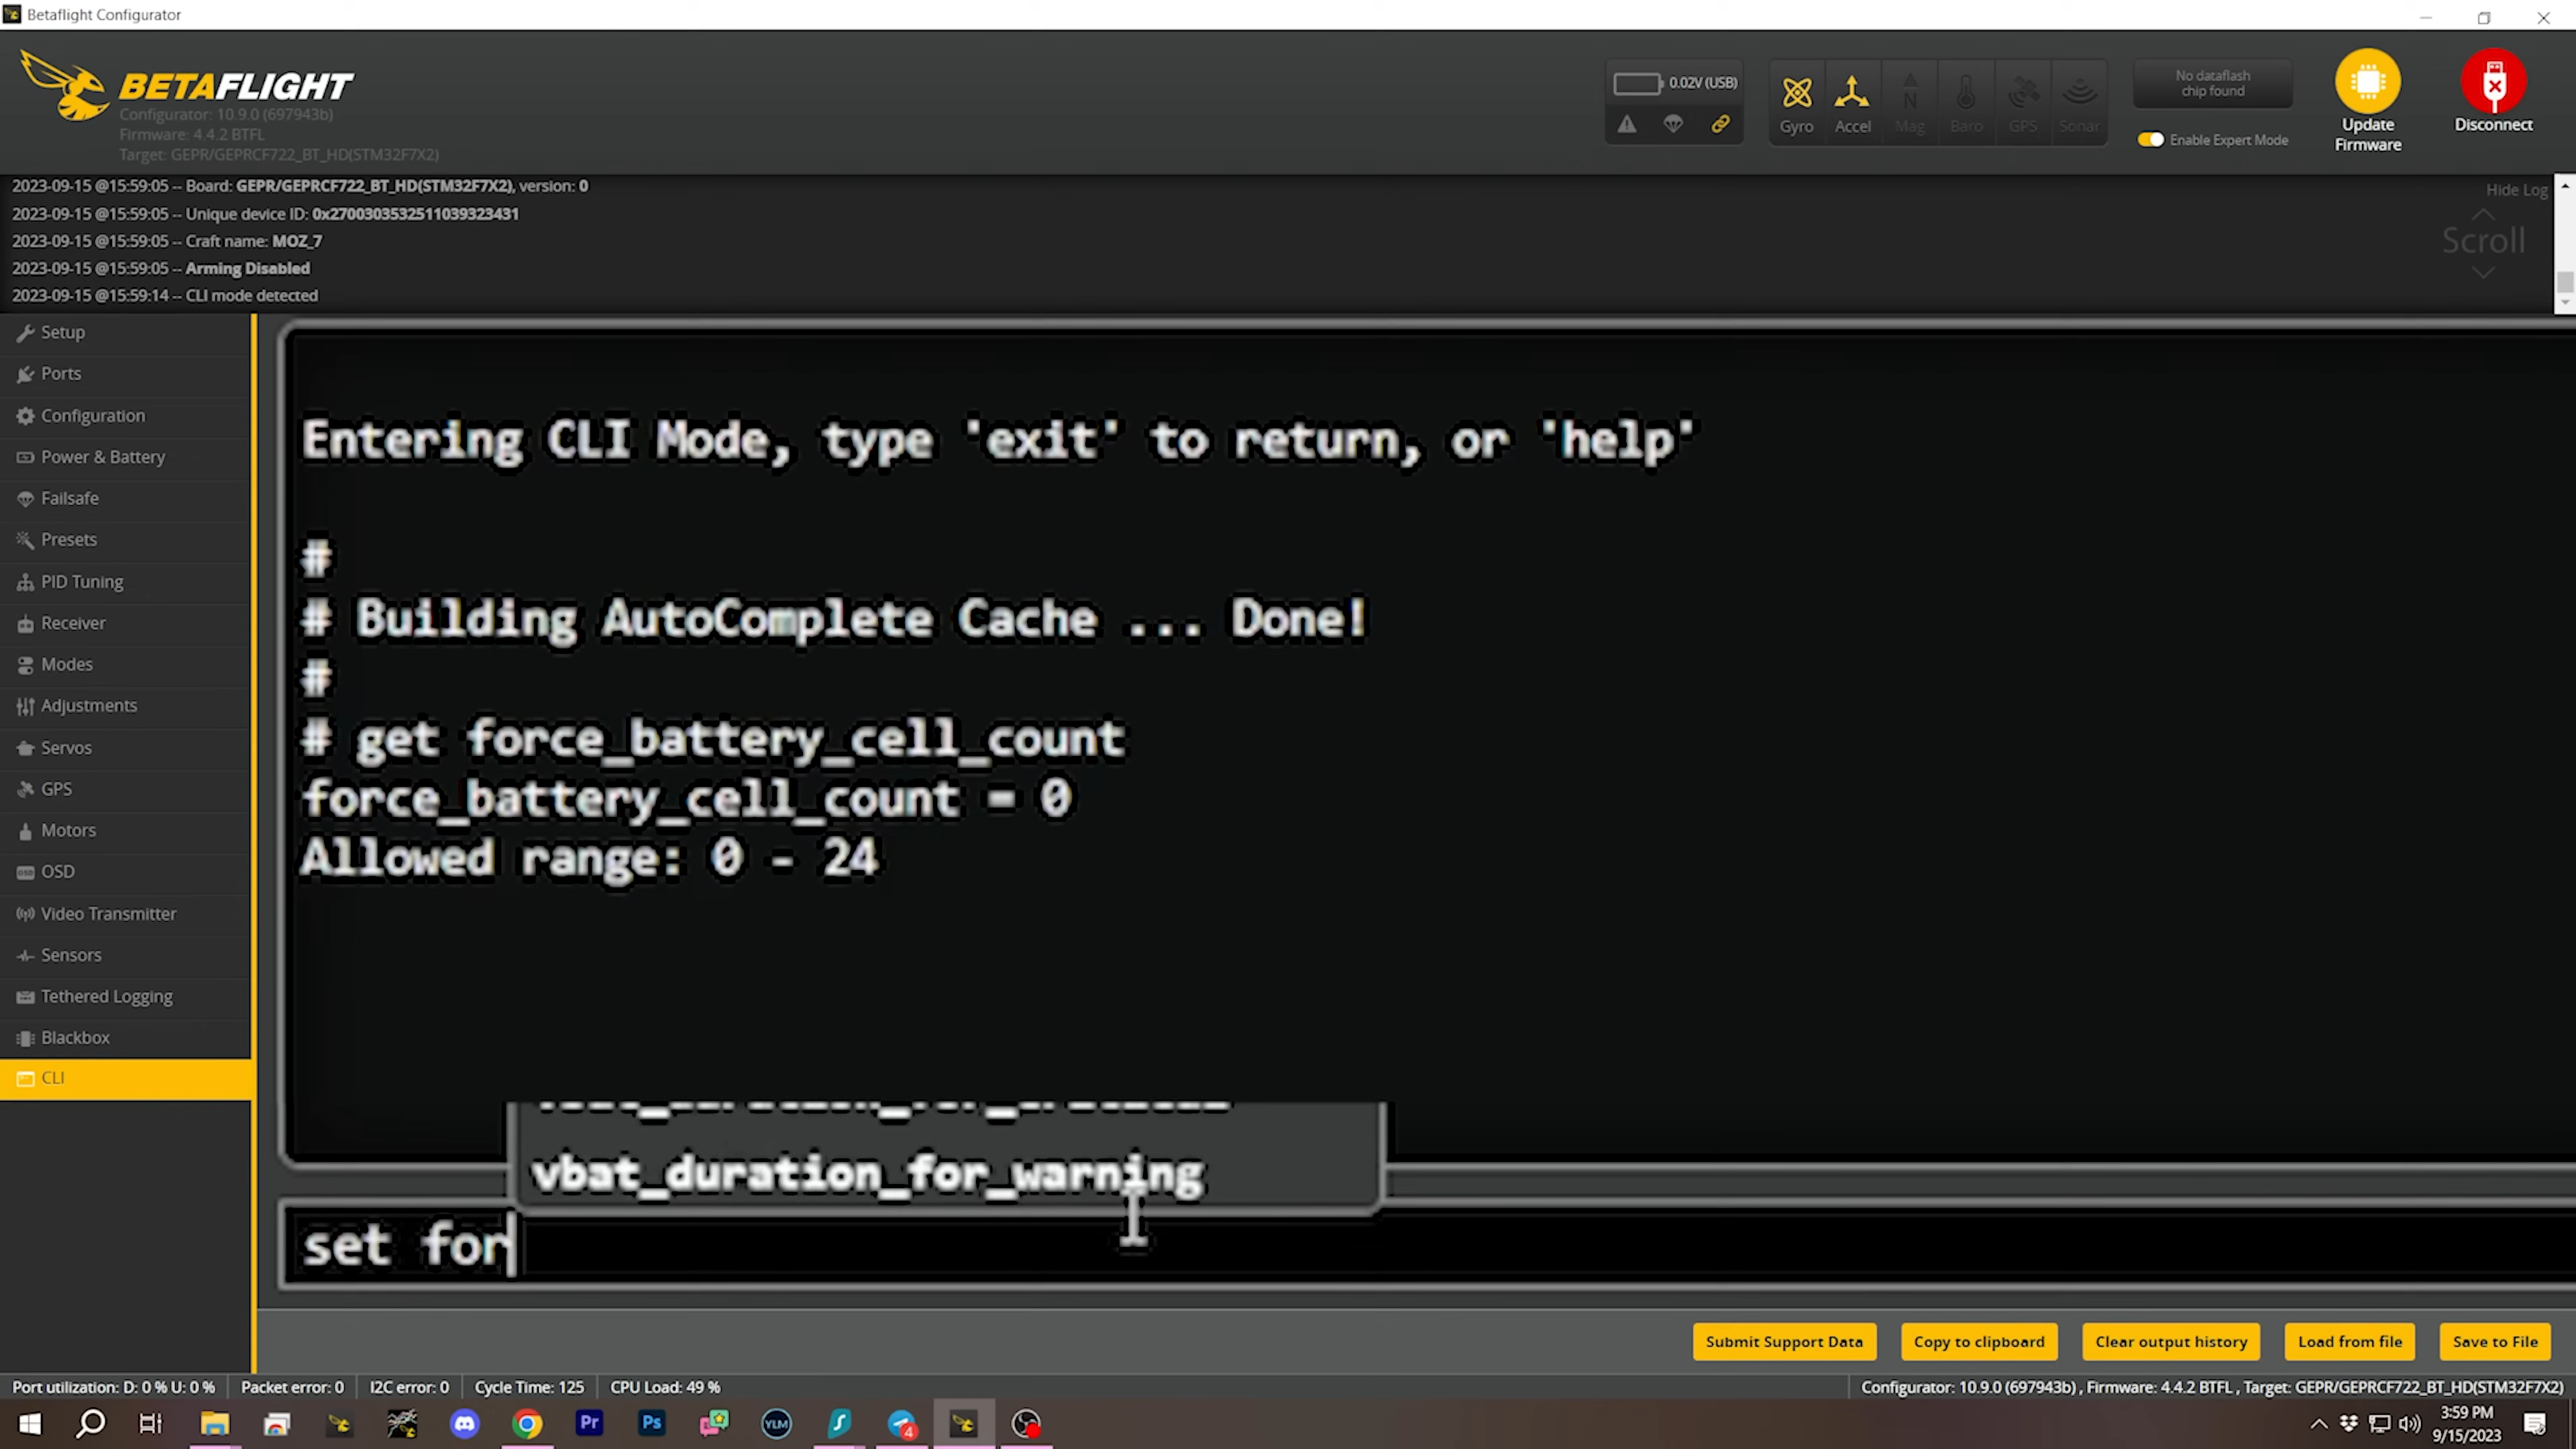 Betaflight Configurator
BETAFLIGHT
Configurator: 10.9.0 (697943b)
Firmware: 4.4.2 BTFL
Target: GEPR/GEPRCF722_BT_HD(STM32F7X2)
0.02V (USB)
Gyro
Accel
Mag
Baro
GPS
Sonar
No dataflash
chip found
Enable Expert Mode
Update
Firmware
Disconnect
2023-09-15 @15:59:05 -- Board: GEPR/GEPRCF722_BT_HD(STM32F7X2), version: 0
2023-09-15 @15:59:05 -- Unique device ID: 0x2700303532511039323431
2023-09-15 @15:59:05 -- Craft name: MOZ_7
2023-09-15 @15:59:05 -- Arming Disabled
2023-09-15 @15:59:14 -- CLI mode detected
Hide Log
Scroll
Setup
Ports
Configuration
Power & Battery
Failsafe
Presets
PID Tuning
Receiver
Modes
Adjustments
Servos
GPS
Motors
OSD
Video Transmitter
Sensors
Tethered Logging
Blackbox
CLI
Entering CLI Mode, type 'exit' to return, or 'help'
#
# Building AutoComplete Cache ... Done!
#
# get force_battery_cell_count
force_battery_cell_count = 0
Allowed range: 0 - 24
vbat_duration_for_warning
set for
Submit Support Data
Copy to clipboard
Clear output history
Load from file
Save to File
Port utilization: D: 0 % U: 0 %
Packet error: 0
I2C error: 0
Cycle Time: 125
CPU Load: 49 %
Configurator: 10.9.0 (697943b) , Firmware: 4.4.2 BTFL , Target: GEPR/GEPRCF722_BT_HD(STM32F7X2)
Pr
Ps
YLM
4
3:59 PM
9/15/2023